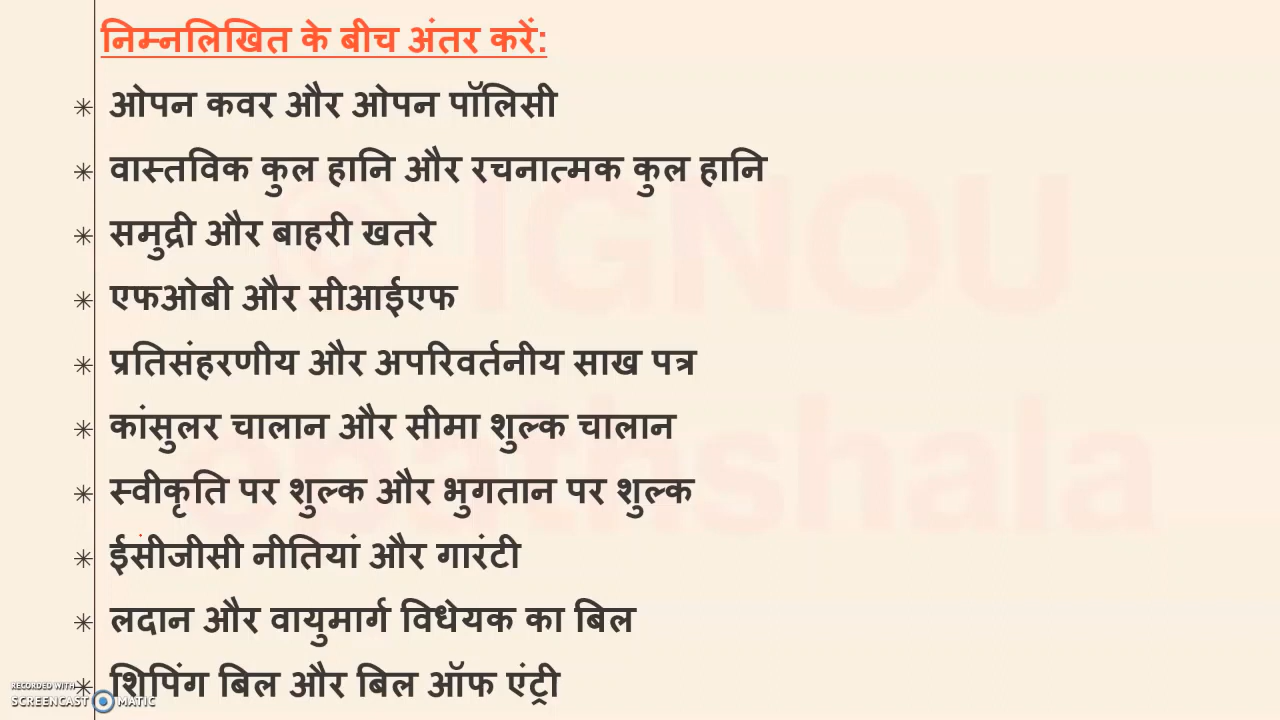 निम्नलिखित के बीच अंतर करें:
ओपन कवर और ओपन पॉलिसी
वास्तविक कुल हानि और रचनात्मक कुल हानि
समुद्री और बाहरी खतरे
एफओबी और सीआईएफ
प्रतिसंहरणीय और अपरिवर्तनीय साख पत्र
कांसुलर चालान और सीमा शुल्क चालान
स्वीकृति पर शुल्क और भुगतान पर शुल्क
ईसीजीसी नीतियां और गारंटी
लदान और वायुमार्ग विधेयक का बिल
शिपिंग बिल और बिल ऑफ एंट्री
© IGNOU
epathshala
RECORDED WITH
SCREENCAST MATIC